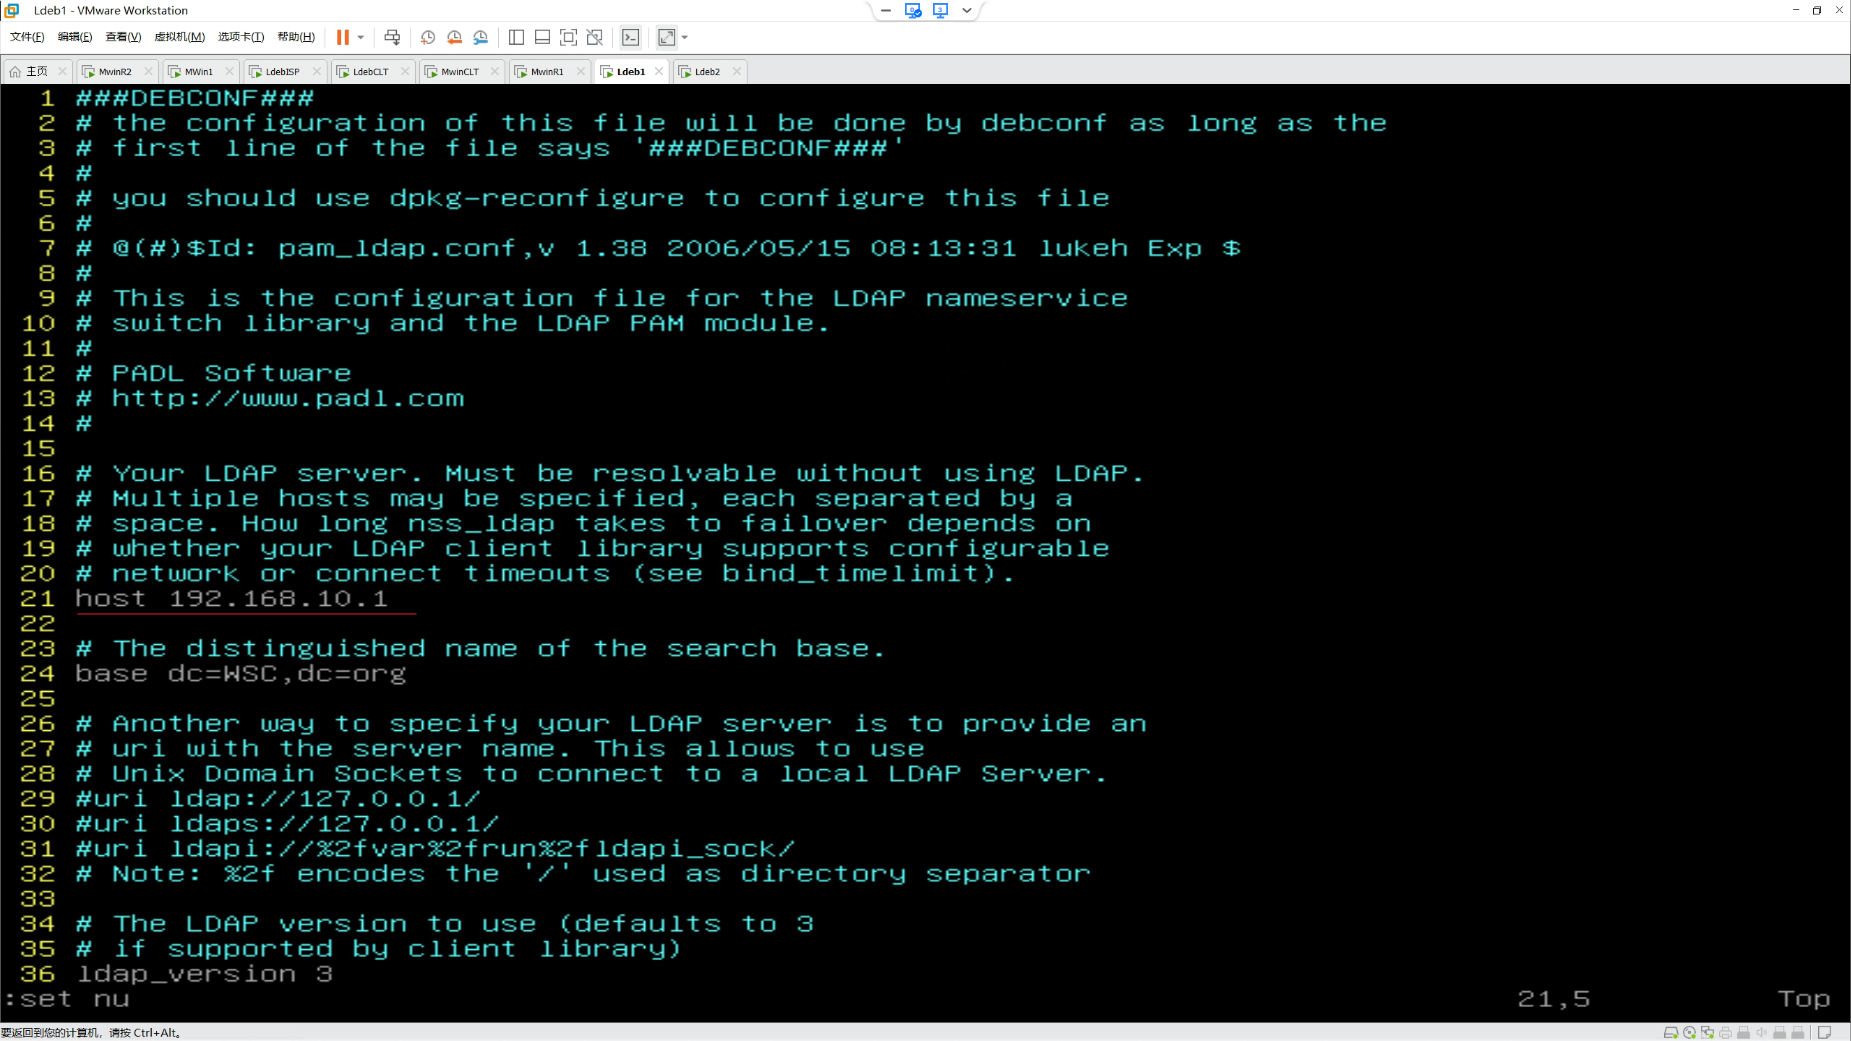 Ldeb1 - VMware Workstation
文件(F) 编辑(E) 查看(V) 虚拟机(M) 选项卡(T) 帮助(H)
主页 MwinR2 MWin1 LdebISP LdebCLT MwinCLT MwinR1 Ldeb1 Ldeb2
1 ###DEBCONF###
2 # the configuration of this file will be done by debconf as long as the
3 # first line of the file says '###DEBCONF###'
4 #
5 # you should use dpkg-reconfigure to configure this file
6 #
7 # @(#)$Id: pam_ldap.conf,v 1.38 2006/05/15 08:13:31 lukeh Exp $
8 #
9 # This is the configuration file for the LDAP nameservice
10 # switch library and the LDAP PAM module.
11 #
12 # PADL Software
13 # http://www.padl.com
14 #
15
16 # Your LDAP server. Must be resolvable without using LDAP.
17 # Multiple hosts may be specified, each separated by a
18 # space. How long nss_ldap takes to failover depends on
19 # whether your LDAP client library supports configurable
20 # network or connect timeouts (see bind_timelimit).
21 host 192.168.10.1
22
23 # The distinguished name of the search base.
24 base dc=WSC,dc=org
25
26 # Another way to specify your LDAP server is to provide an
27 # uri with the server name. This allows to use
28 # Unix Domain Sockets to connect to a local LDAP Server.
29 #uri ldap://127.0.0.1/
30 #uri ldaps://127.0.0.1/
31 #uri ldapi://%2fvar%2frun%2fldapi_sock/
32 # Note: %2f encodes the '/' used as directory separator
33
34 # The LDAP version to use (defaults to 3
35 # if supported by client library)
36 ldap_version 3
:set nu 21,5 Top
要返回到您的计算机，请按 Ctrl+Alt。